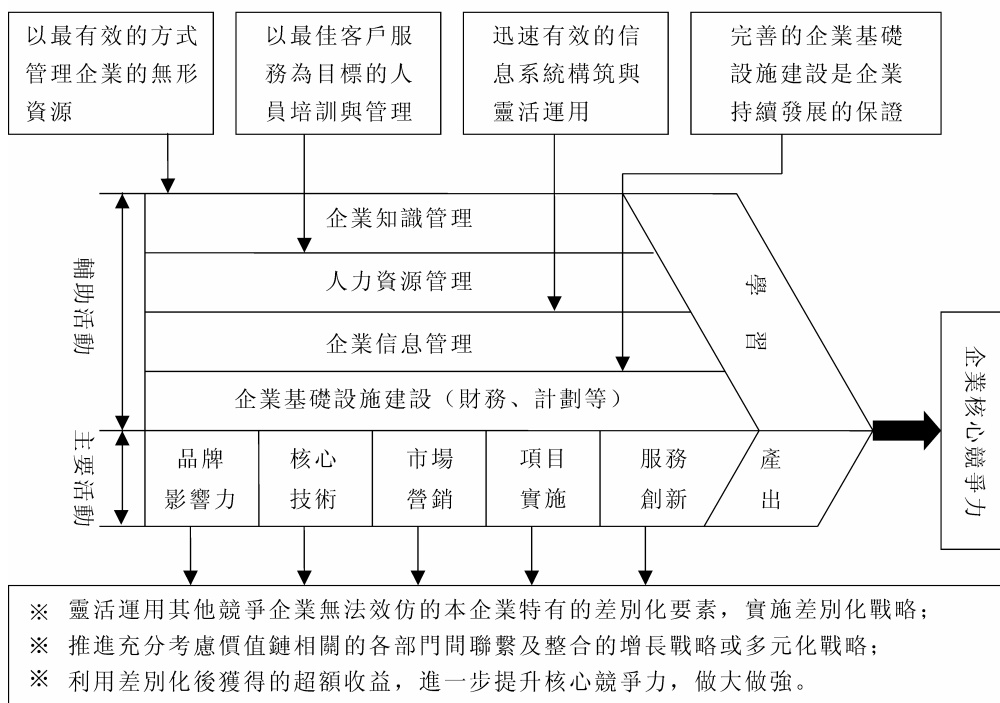 以最有效的方式
管理企業的無形
資源
以最佳客戶服
務為目標的人
員培訓與管理
迅速有效的信
息系統構筑與
靈活運用
完善的企業基礎
設施建設是企業
持續發展的保證
輔助活動
企業知識管理
人力資源管理
企業信息管理
企業基礎設施建設（財務、計劃等）
學習
主要活動
品牌
影響力
核心
技術
市場
營銷
項目
實施
服務
創新
產
出
企業核心競爭力
※ 靈活運用其他競爭企業無法效仿的本企業特有的差別化要素，實施差別化戰略；
※ 推進充分考慮價值鏈相關的各部門間聯繫及整合的增長戰略或多元化戰略；
※ 利用差別化後獲得的超額收益，進一步提升核心競爭力，做大做強。